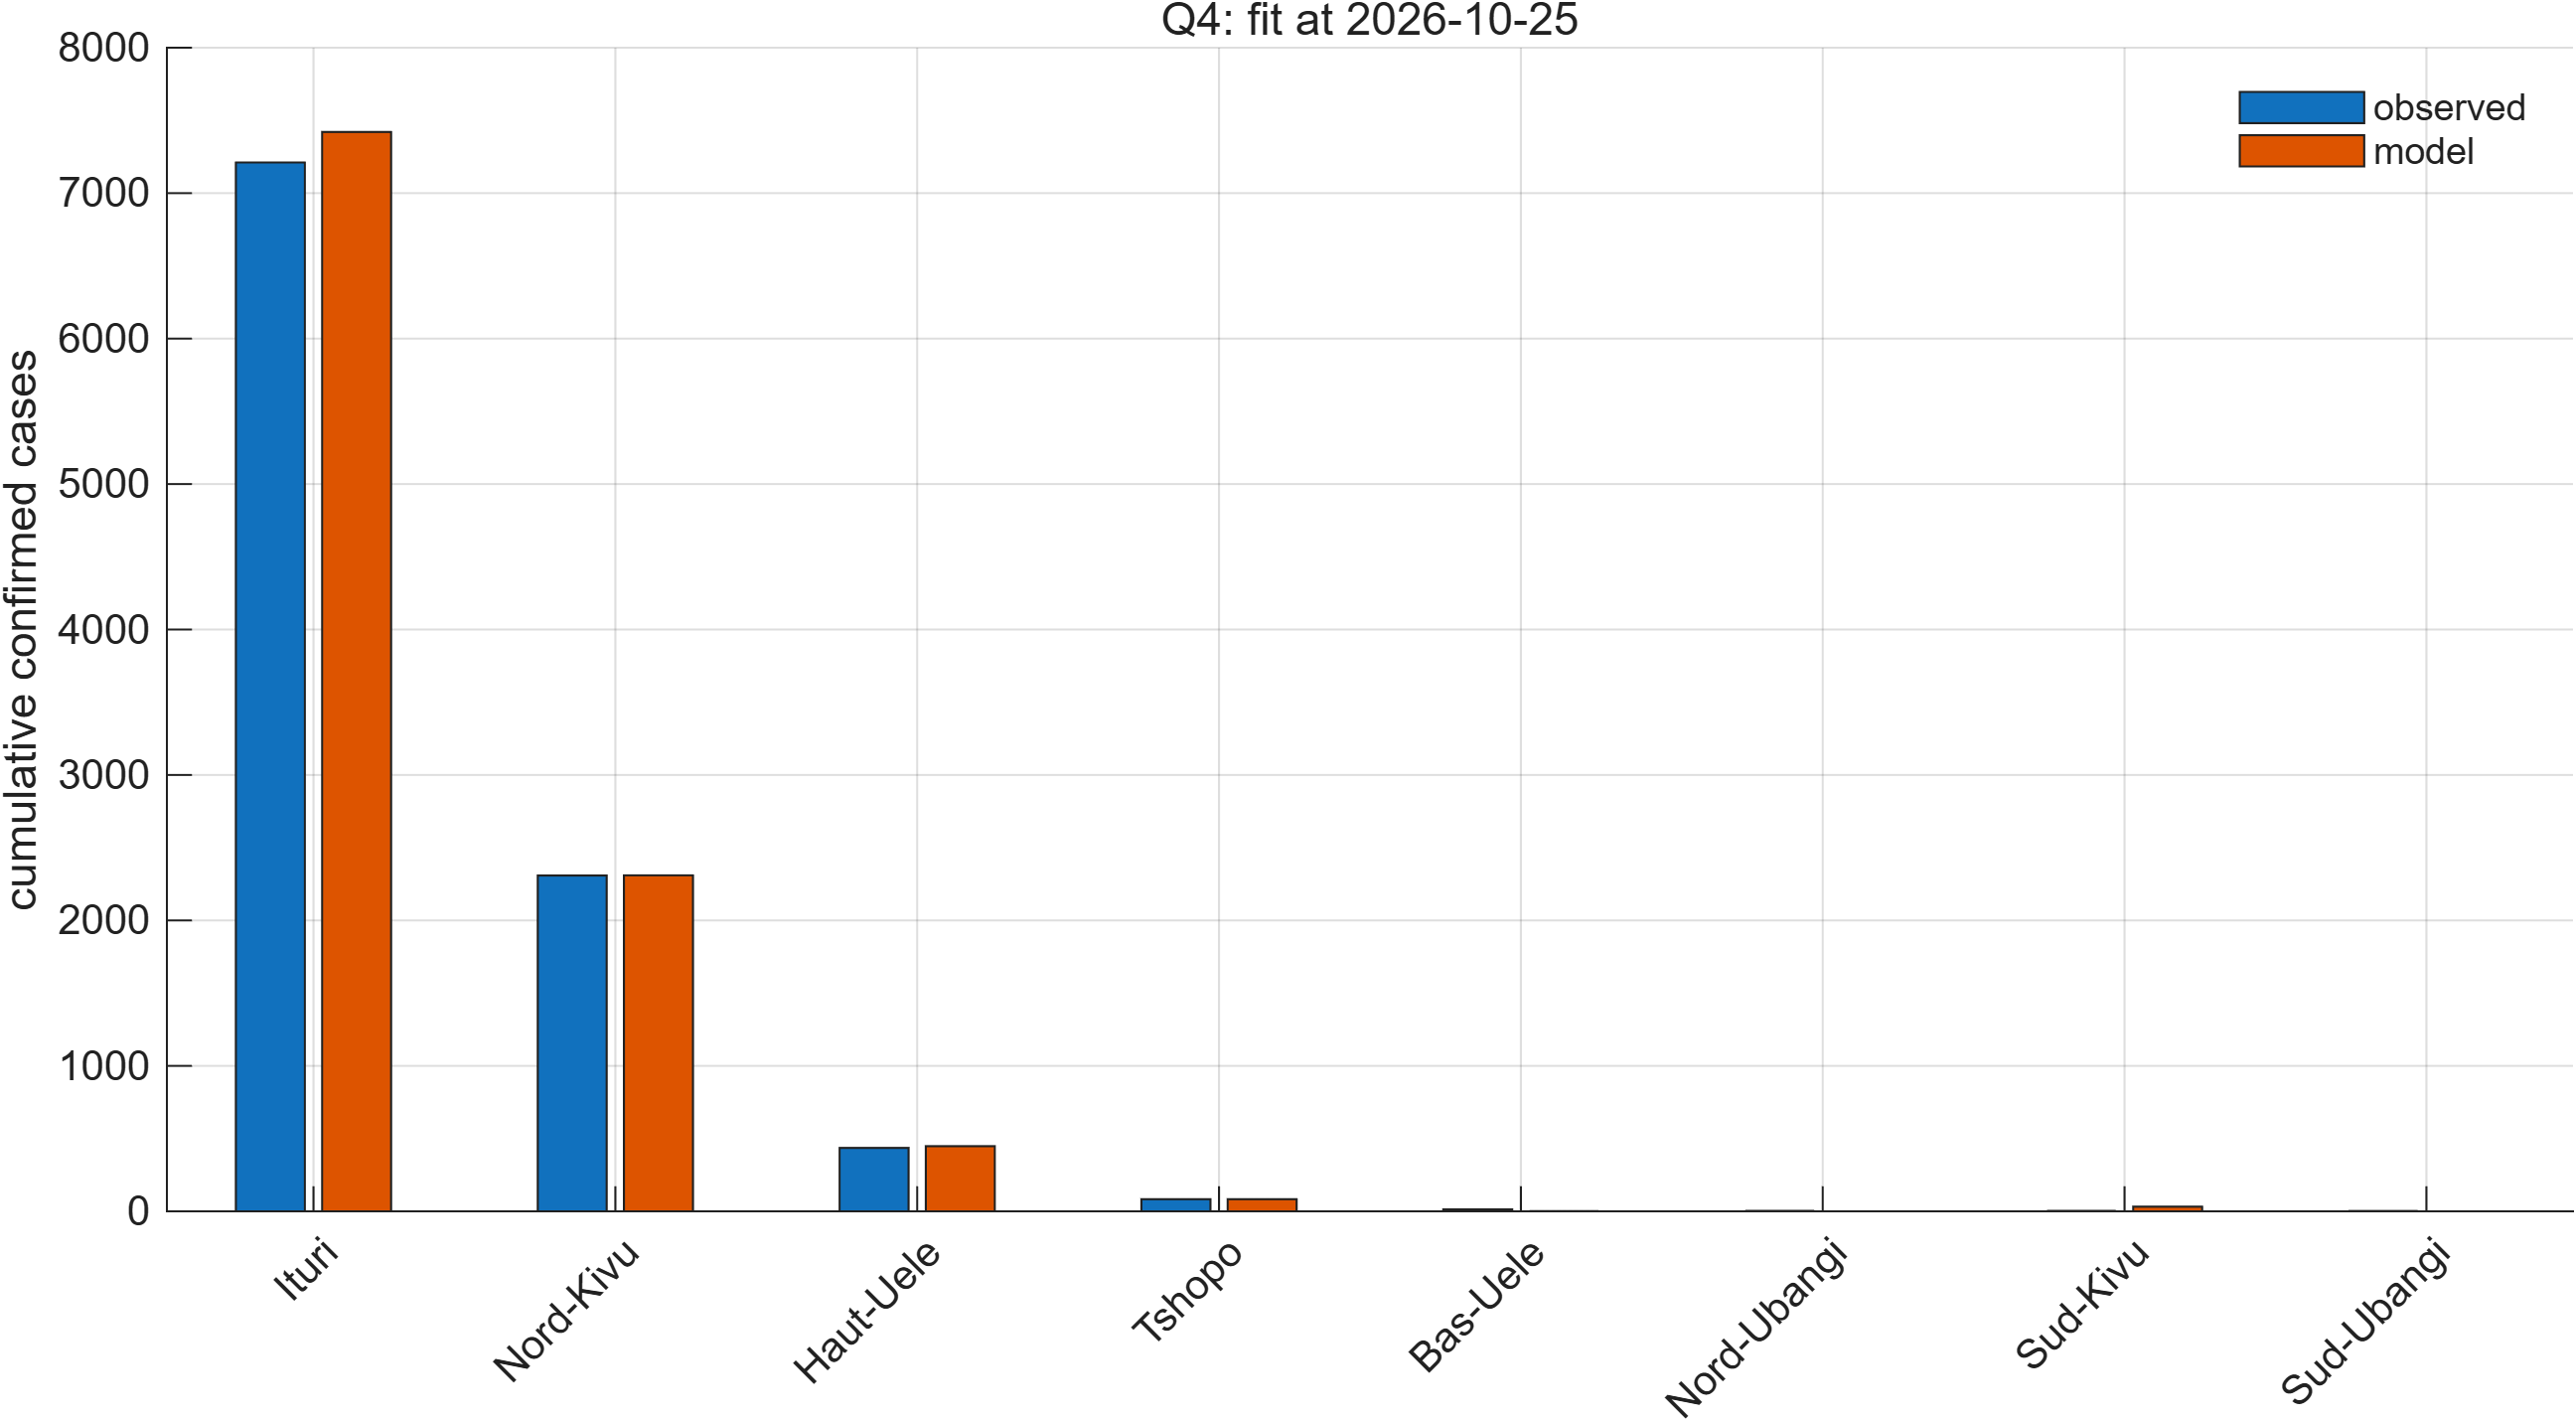 Q4: fit at 2026-10-25
8000
7000
6000
5000
4000
3000
2000
1000
0
cumulative confirmed cases
observed
model
Ituri
Nord-Kivu
Haut-Uele
Tshopo
Bas-Uele
Nord-Ubangi
Sud-Kivu
Sud-Ubangi